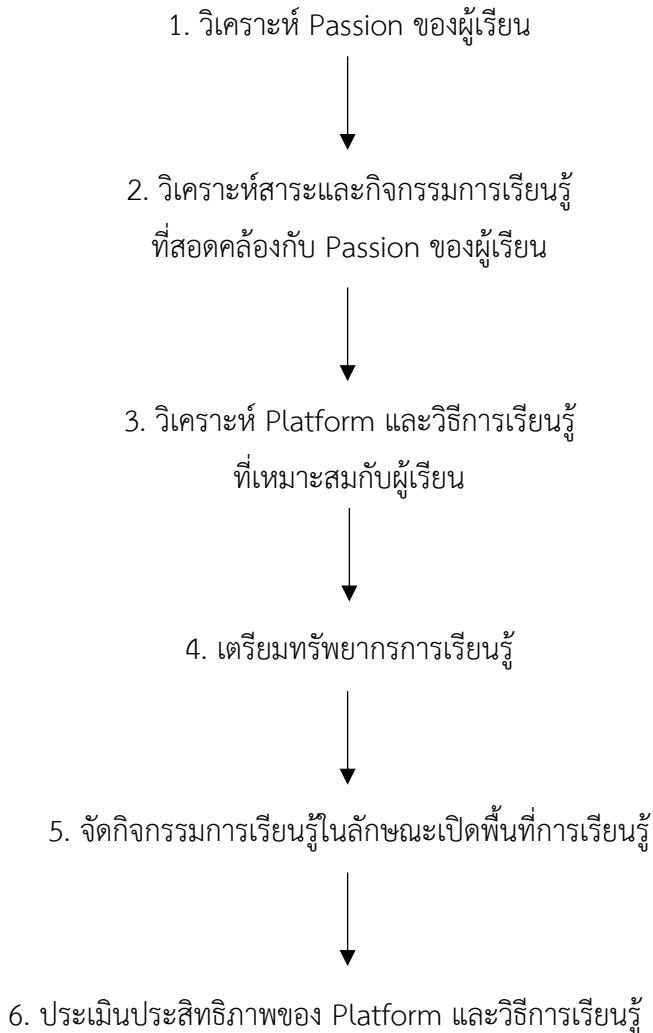 1. วิเคราะห์ Passion ของผู้เรียน
2. วิเคราะห์สาระและกิจกรรมการเรียนรู้
ที่สอดคล้องกับ Passion ของผู้เรียน
3. วิเคราะห์ Platform และวิธีการเรียนรู้
ที่เหมาะสมกับผู้เรียน
4. เตรียมทรัพยากรการเรียนรู้
5. จัดกิจกรรมการเรียนรู้ในลักษณะเปิดพื้นที่การเรียนรู้
6. ประเมินประสิทธิภาพของ Platform และวิธีการเรียนรู้